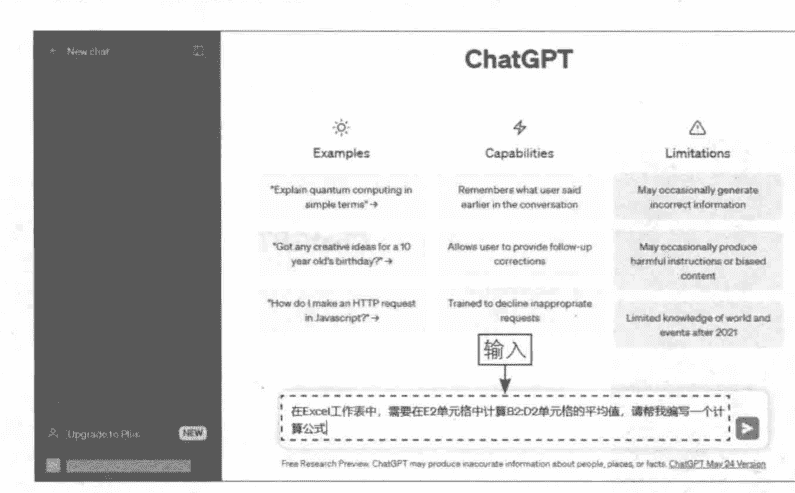 New chat
ChatGPT
Examples
Capabilities
Limitations
"Explain quantum computing in
simple terms" →
Remembers what user said
earlier in the conversation
May occasionally generate
incorrect information
"Got any creative ideas for a 10
year old's birthday?" →
Allows user to provide follow-up
corrections
May occasionally produce
harmful instructions or biased
content
"How do I make an HTTP request
in Javascript?" →
Trained to decline inappropriate
requests
Limited knowledge of world and
events after 2021
输入
在Excel工作表中，需要在E2单元格中计算B2:D2单元格的平均值，请帮我编写一个计
算公式
Upgrade to Plus
NEW
Free Research Preview. ChatGPT may produce inaccurate information about people, places, or facts. ChatGPT May 24 Version